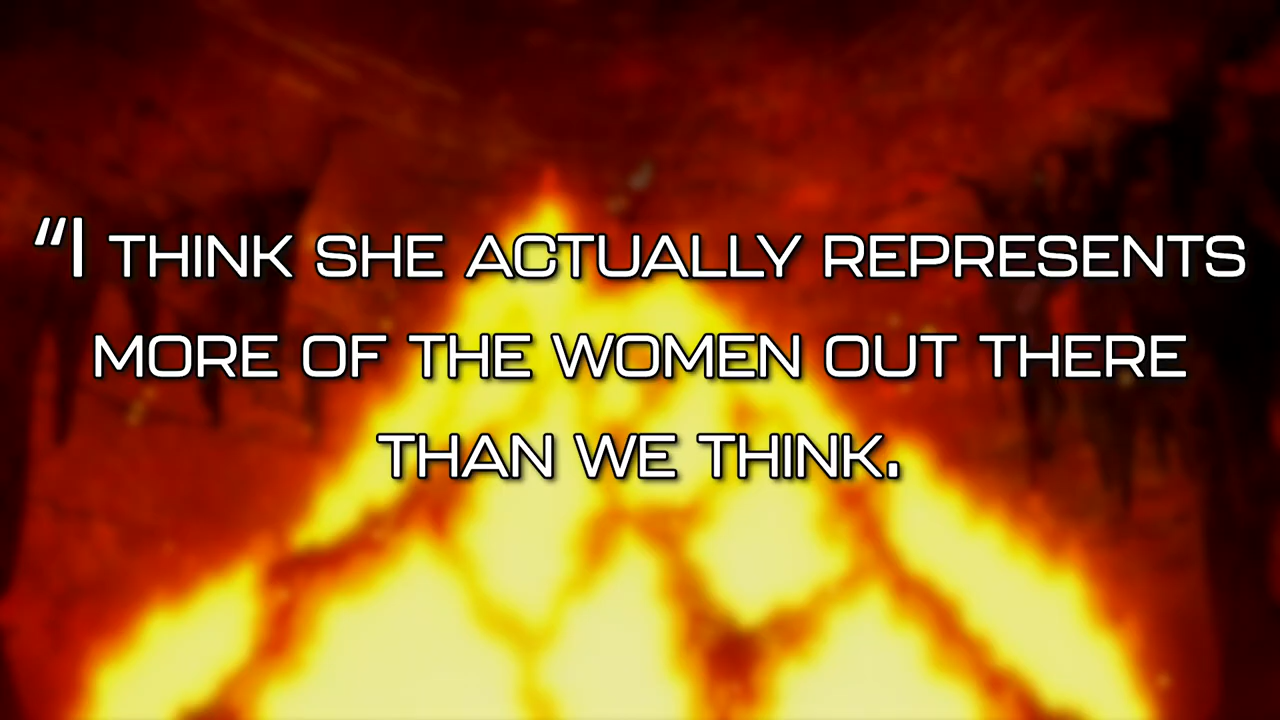 “I THINK SHE ACTUALLY REPRESENTS
MORE OF THE WOMEN OUT THERE
THAN WE THINK.